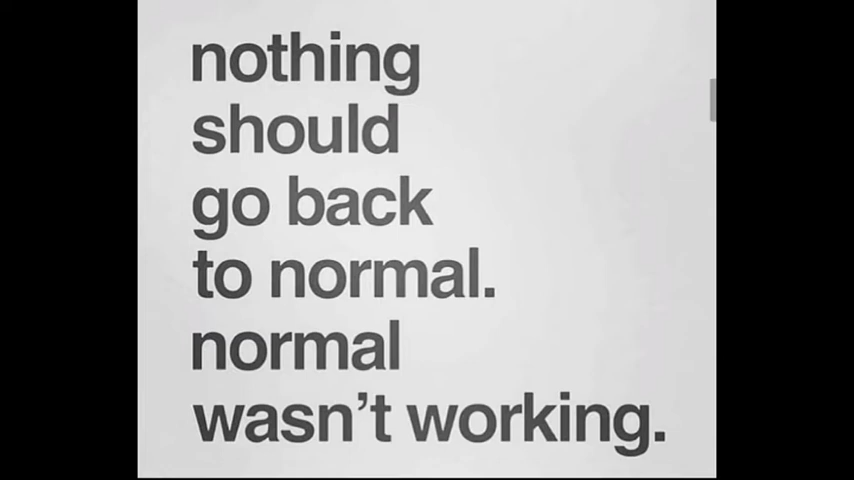 nothing
should
go back
to normal.
normal
wasn’t working.